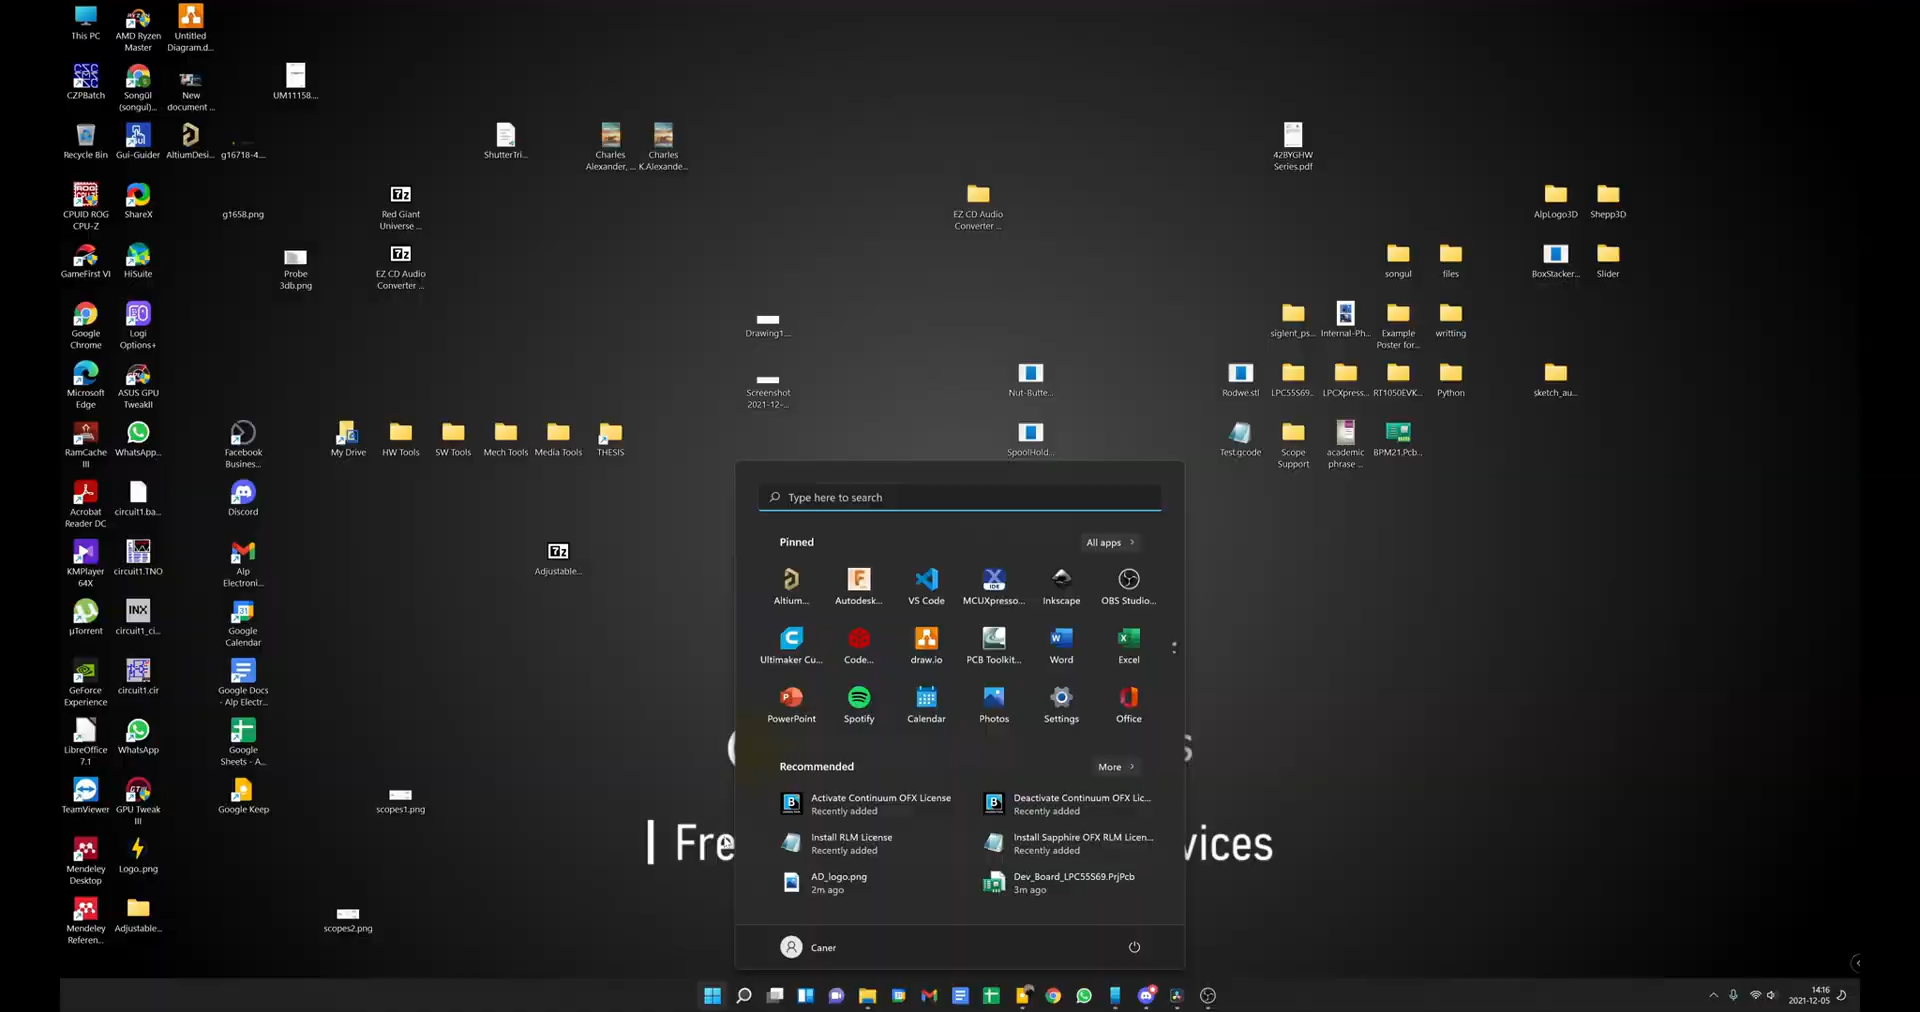 This PC
AMD Ryzen
Master
Untitled
Diagram.d...
CZPBatch
Songül
(songul)...
New
document ...
UM11158....
Recycle Bin
Gui-Guider
AltiumDesi...
g16718-4....
ShutterTri...
Charles
Alexander, ...
Charles
K.Alexande...
428YGHW
Series.pdf
CPUID ROG
CPU-Z
ShareX
g1658.png
Red Giant
Universe ...
EZ CD Audio
Converter ...
AlpLogo3D
Shepp3D
GameFirst VI
HiSuite
Probe
3db.png
EZ CD Audio
Converter ...
songul
files
BoxStacker...
Slider
Google
Chrome
Logi
Options+
Drawing1....
siglent_ps...
Internal-Ph...
Example
Poster for...
writting
Microsoft
Edge
ASUS GPU
TweakII
Screenshot
2021-12-...
Nut-Butte...
Rodwe.stl
LPC55S69...
LPCXpress...
RT1050EVK...
Python
sketch_au...
RamCache
III
WhatsApp...
Facebook
Business...
My Drive
HW Tools
SW Tools
Mech Tools
Media Tools
THESIS
SpoolHold...
Test.gcode
Scope
Support
academic
phrase ...
BPM21.Pcb...
Acrobat
Reader DC
circuit1.ba...
Discord
KMPlayer
64X
circuit1.TNO
Alp
Electroni...
Adjustable...
µTorrent
INX
circuit1_ci...
Google
Calendar
GeForce
Experience
circuit1.cir
Google Docs
- Alp Electr...
LibreOffice
7.1
WhatsApp
Google
Sheets - A...
TeamViewer
GPU Tweak
III
Google Keep
scopes1.png
Mendeley
Desktop
Logo..png
Mendeley
Referen...
Adjustable...
scopes2.png
Type here to search
Pinned
All apps
Altium...
Autodesk...
VS Code
MCUXpresso...
Inkscape
OBS Studio...
Ultimaker Cu...
Code...
draw.io
PCB Toolkit...
Word
Excel
PowerPoint
Spotify
Calendar
Photos
Settings
Office
Recommended
More
Activate Continuum OFX License
Recently added
Deactivate Continuum OFX Lic...
Recently added
Install RLM License
Recently added
Install Sapphire OFX RLM Licen...
Recently added
AD_logo.png
2m ago
Dev_Board_LPC55S69.PrjPcb
3m ago
| Fre
vices
Caner
14:16
2021-12-05